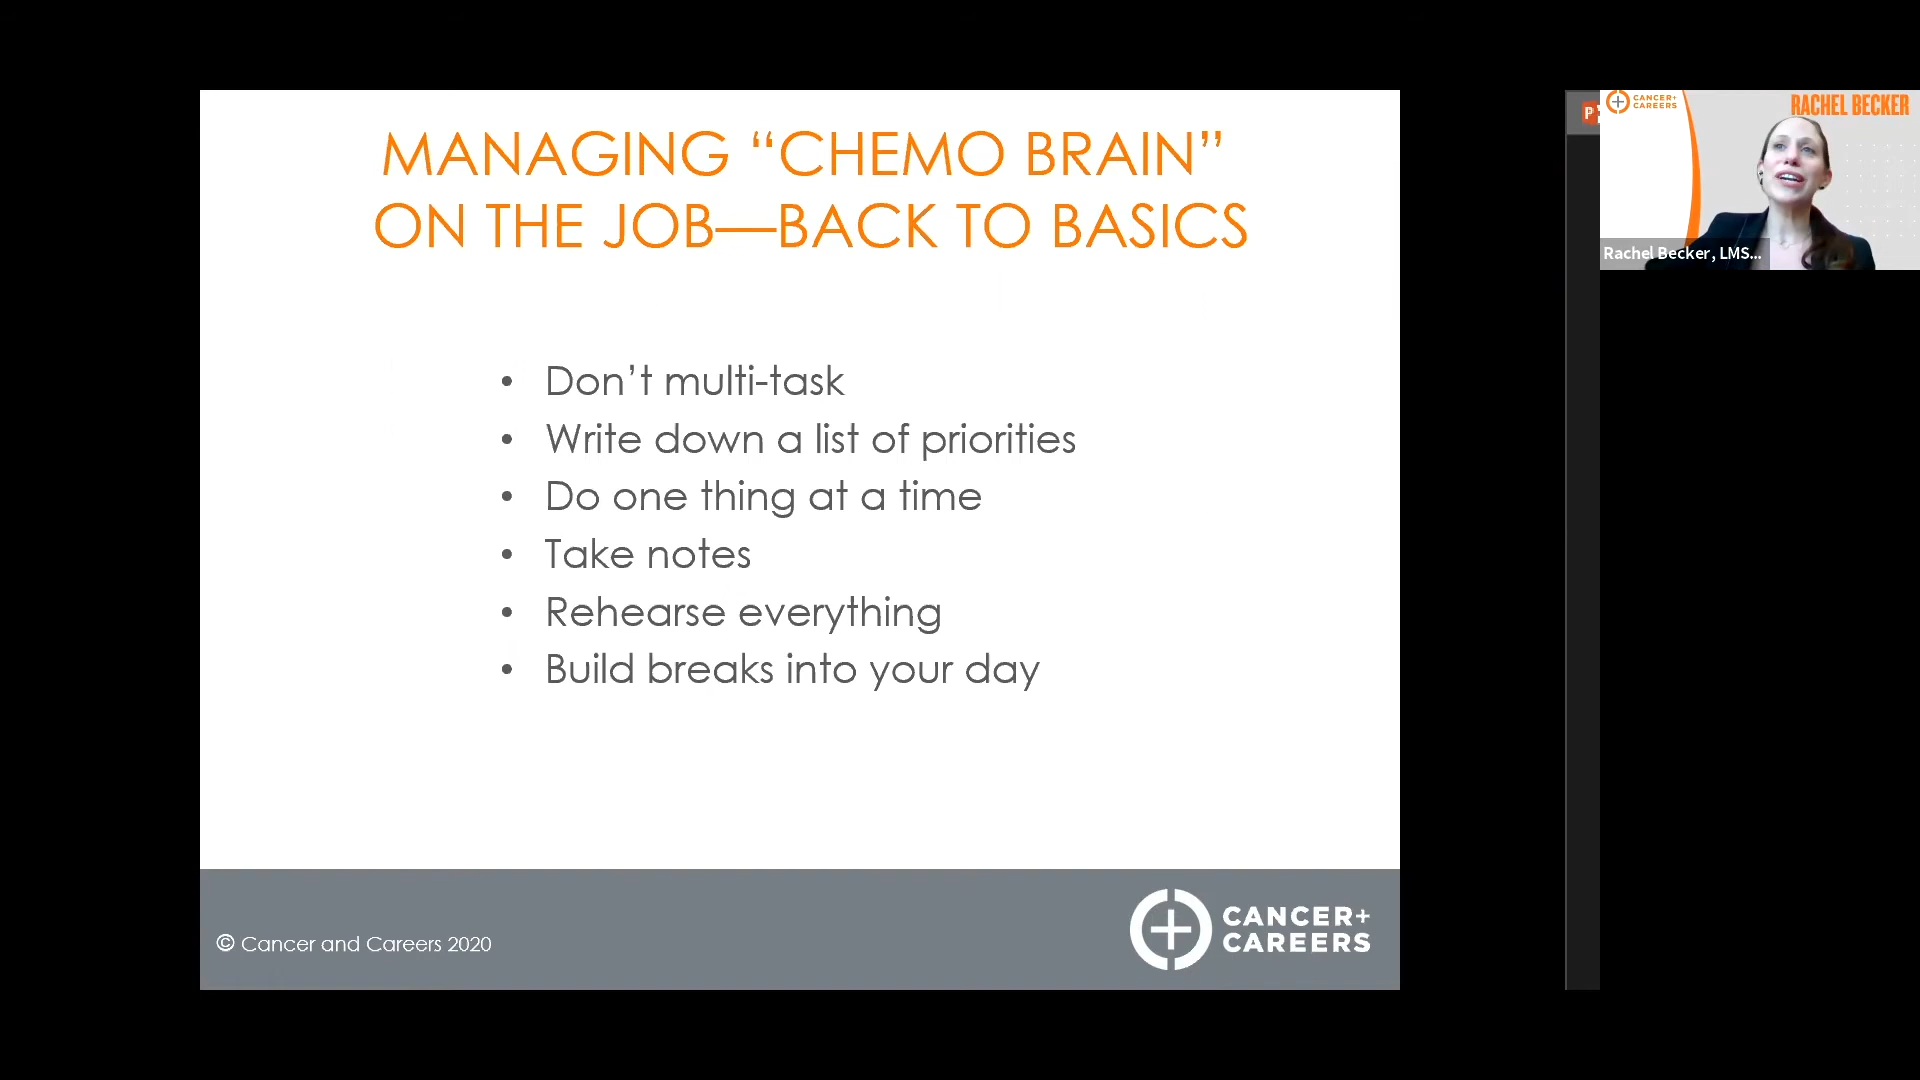 MANAGING “CHEMO BRAIN”
ON THE JOB—BACK TO BASICS
• Don’t multi-task
• Write down a list of priorities
• Do one thing at a time
• Take notes
• Rehearse everything
• Build breaks into your day
© Cancer and Careers 2020
CANCER+
CAREERS
CANCER+
CAREERS
RACHEL BECKER
Rachel Becker, LMS...
P